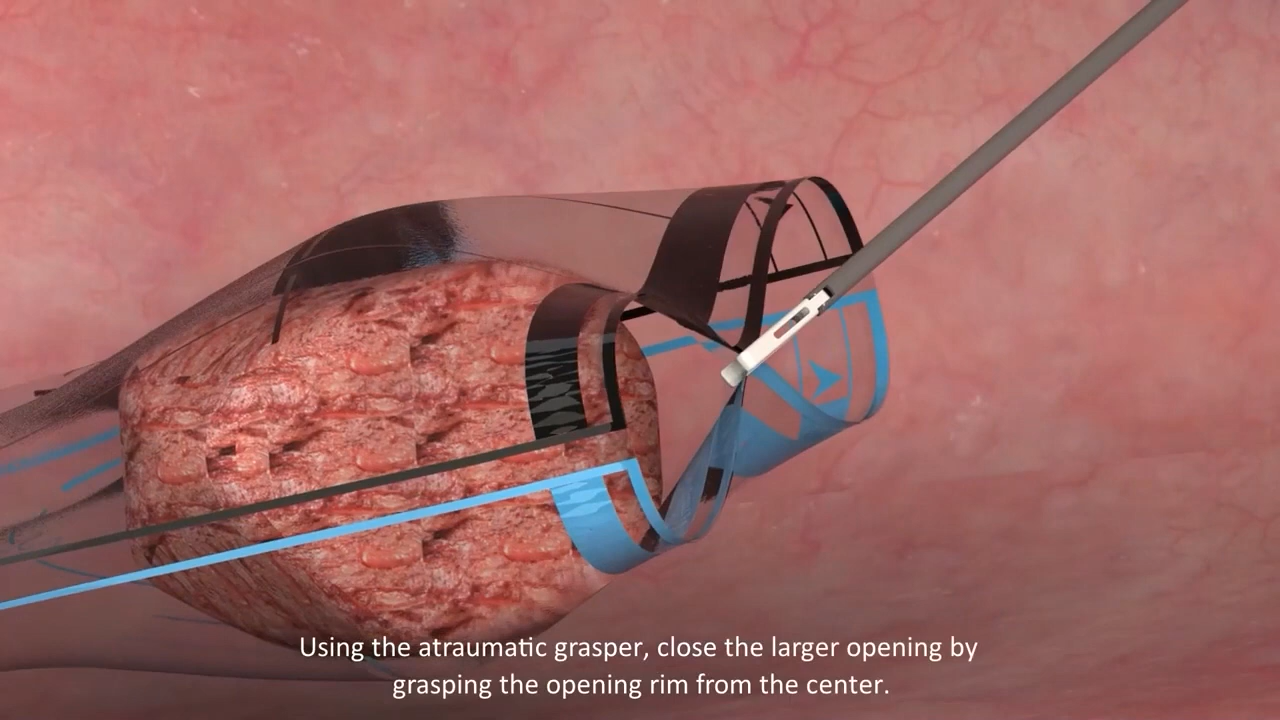 Using the atraumatic grasper, close the larger opening by
grasping the opening rim from the center.